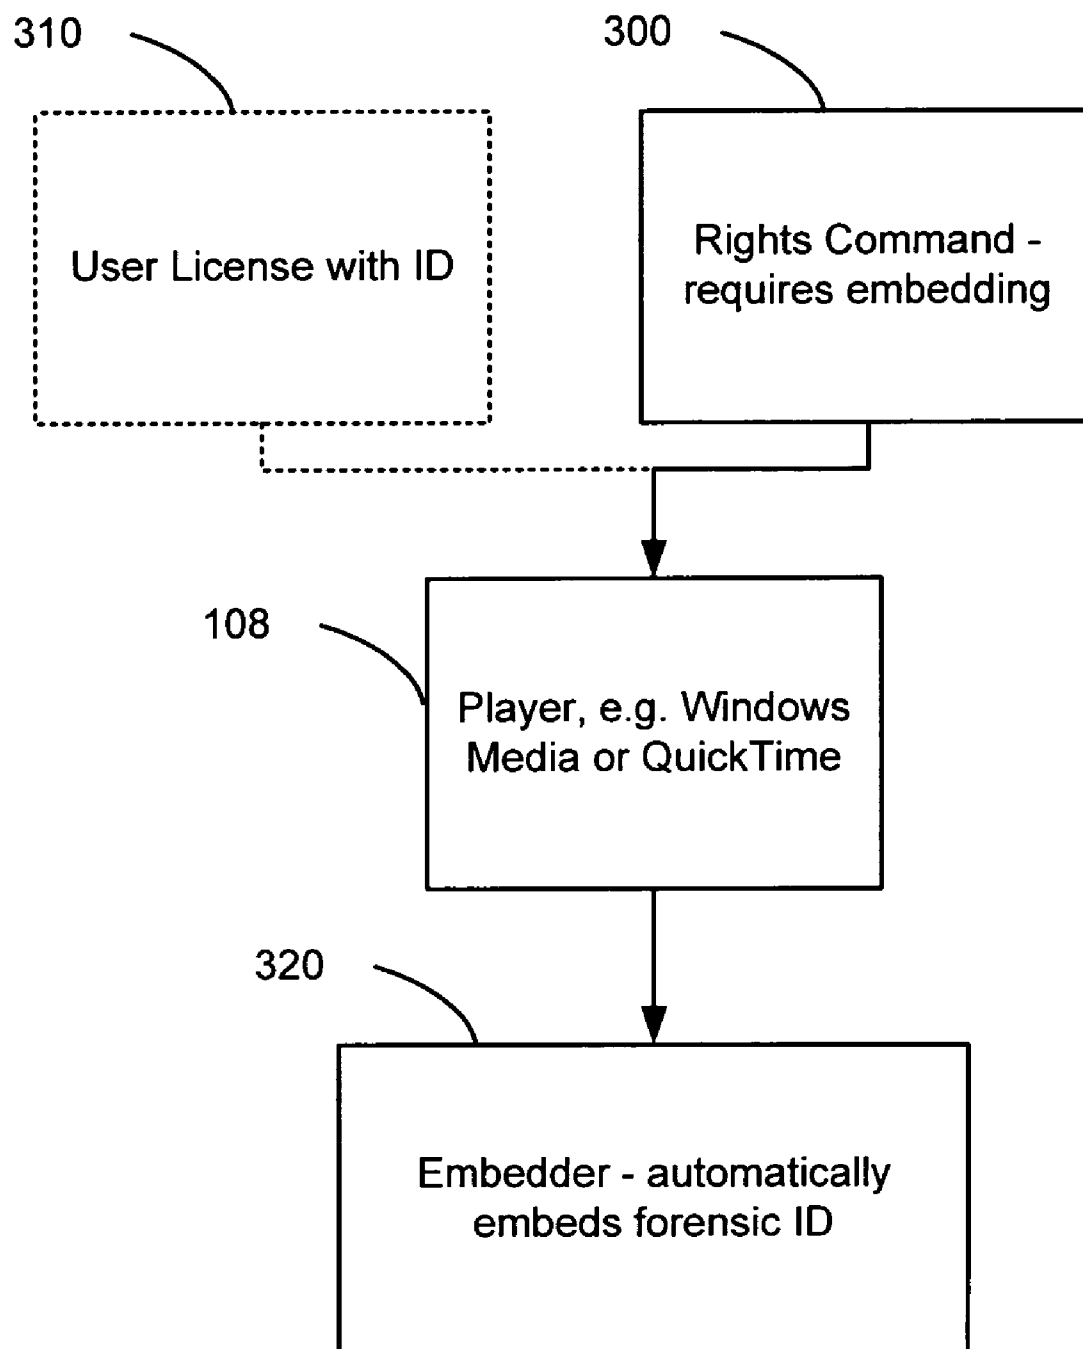 310
300
User License with ID
Rights Command -
requires embedding
108
Player, e.g. Windows
Media or QuickTime
320
Embedder - automatically
embeds forensic ID